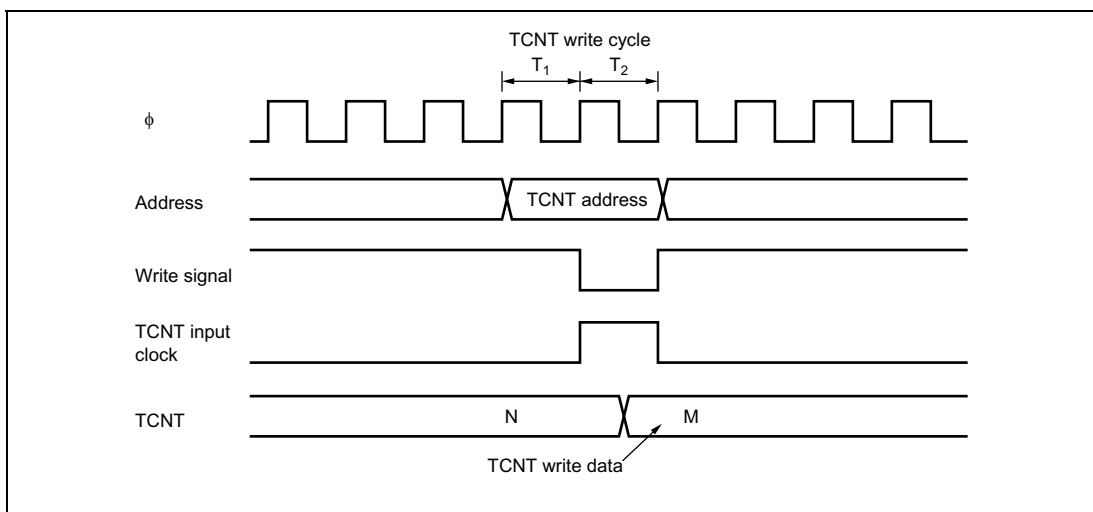 TCNT write cycle
T₁ T₂
ϕ
Address
TCNT address
Write signal
TCNT input
clock
TCNT
N
M
TCNT write data